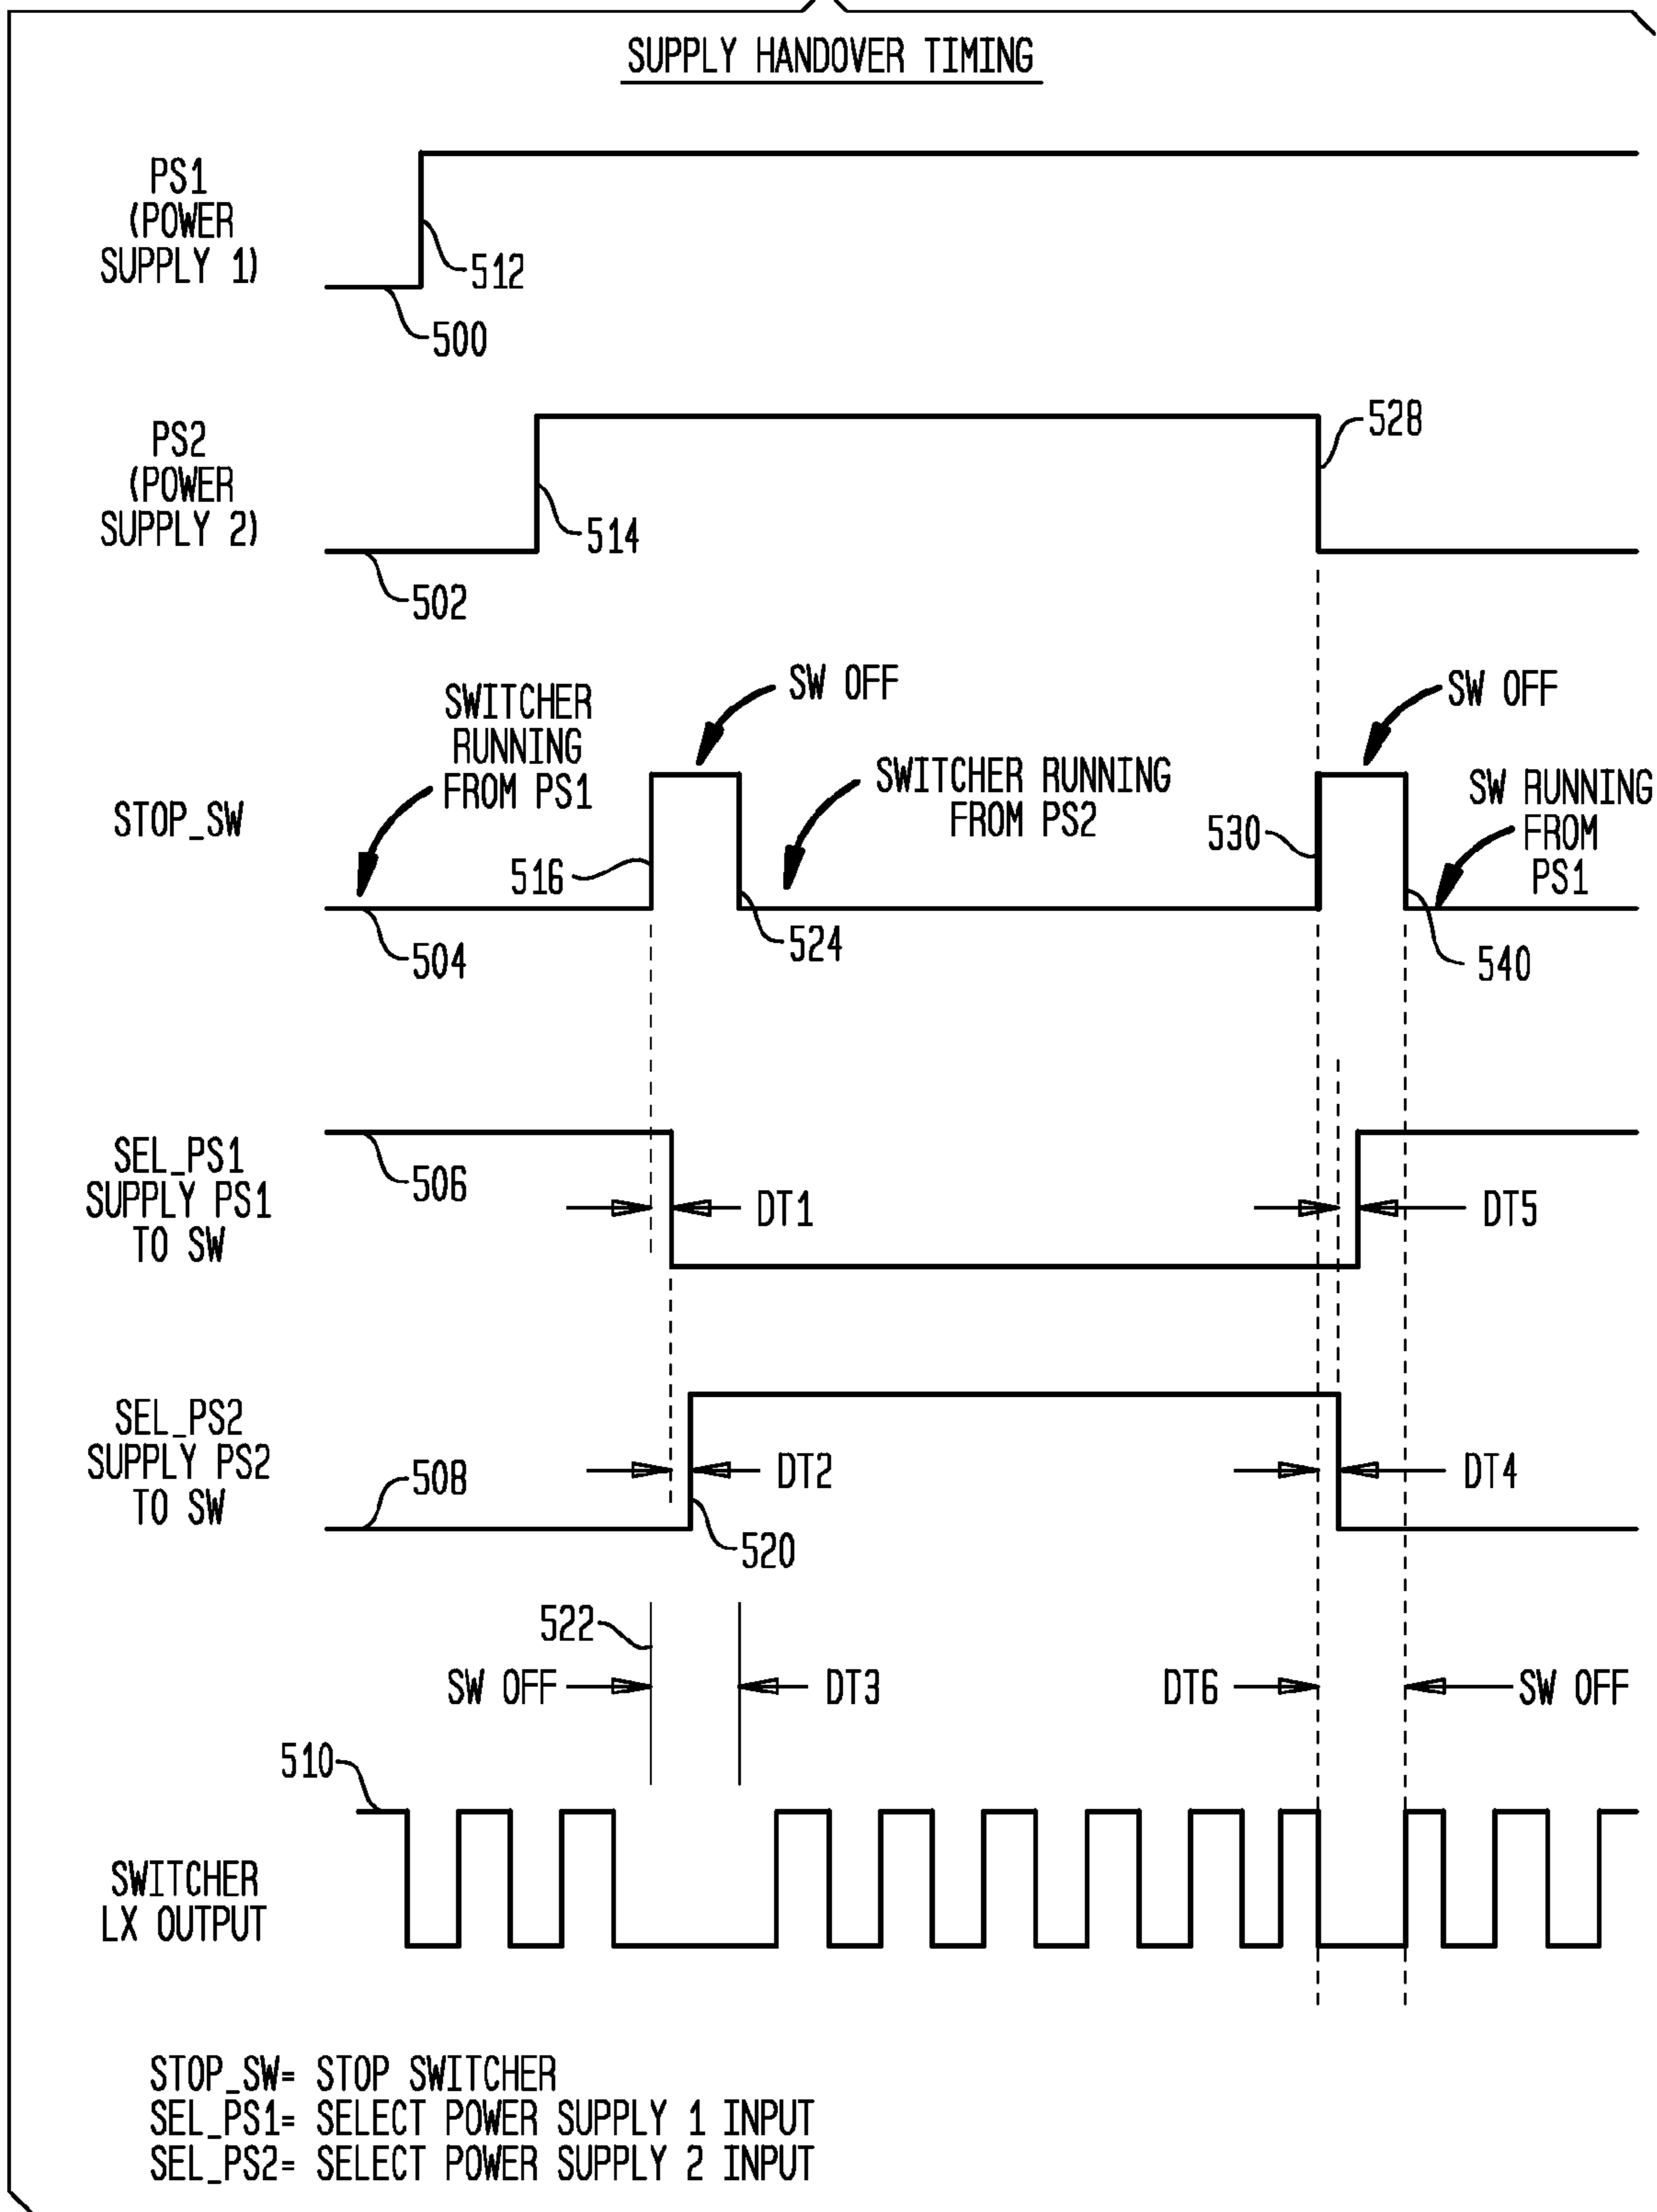 SUPPLY HANDOVER TIMING
PS1
(POWER
SUPPLY 1)
512
500
PS2
(POWER
SUPPLY 2)
528
514
502
SW OFF
SW OFF
SWITCHER
RUNNING
FROM PS1
SWITCHER RUNNING
FROM PS2
SW RUNNING
FROM
PS1
STOP_SW
516
530
524
504
540
SEL_PS1
SUPPLY PS1
TO SW
506
DT1
DT5
SEL_PS2
SUPPLY PS2
TO SW
508
DT2
DT4
520
522
SW OFF
DT3
DT6
SW OFF
510
SWITCHER
LX OUTPUT
STOP_SW= STOP SWITCHER
SEL_PS1= SELECT POWER SUPPLY 1 INPUT
SEL_PS2= SELECT POWER SUPPLY 2 INPUT